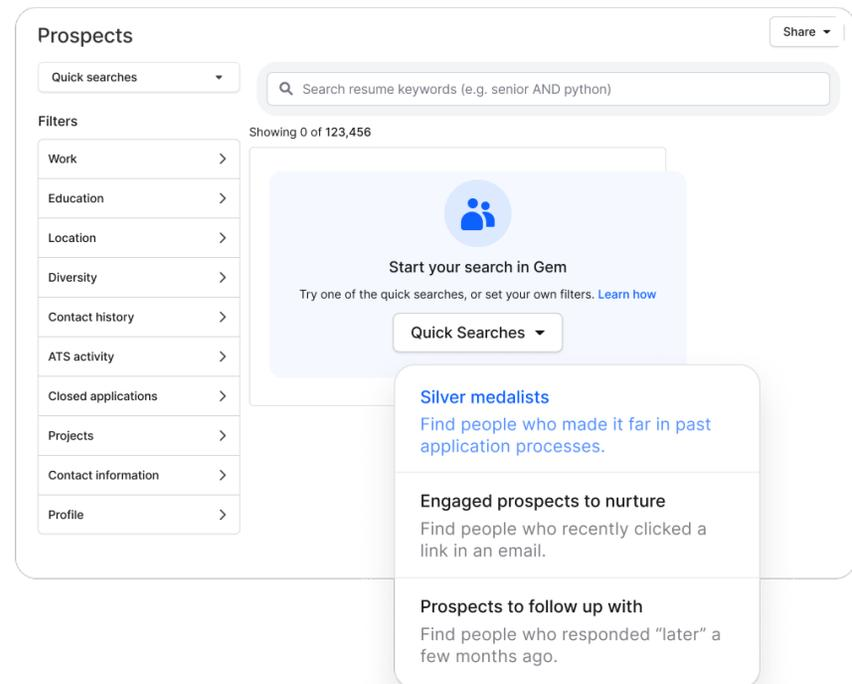 Prospects
Share
Quick searches
Search resume keywords (e.g. senior AND python)
Filters
Showing 0 of 123,456
Work
Education
Location
Diversity
Contact history
ATS activity
Closed applications
Projects
Contact information
Profile
Start your search in Gem
Try one of the quick searches, or set your own filters. Learn how
Quick Searches
Silver medalists
Find people who made it far in past
application processes.
Engaged prospects to nurture
Find people who recently clicked a
link in an email.
Prospects to follow up with
Find people who responded “later” a
few months ago.